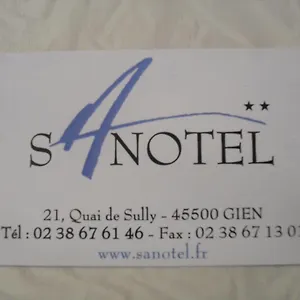 ★★
SANOTEL
21, Quai de Sully - 45500 GIEN
Tél : 02 38 67 61 46 - Fax : 02 38 67 13 01
www.sanotel.fr